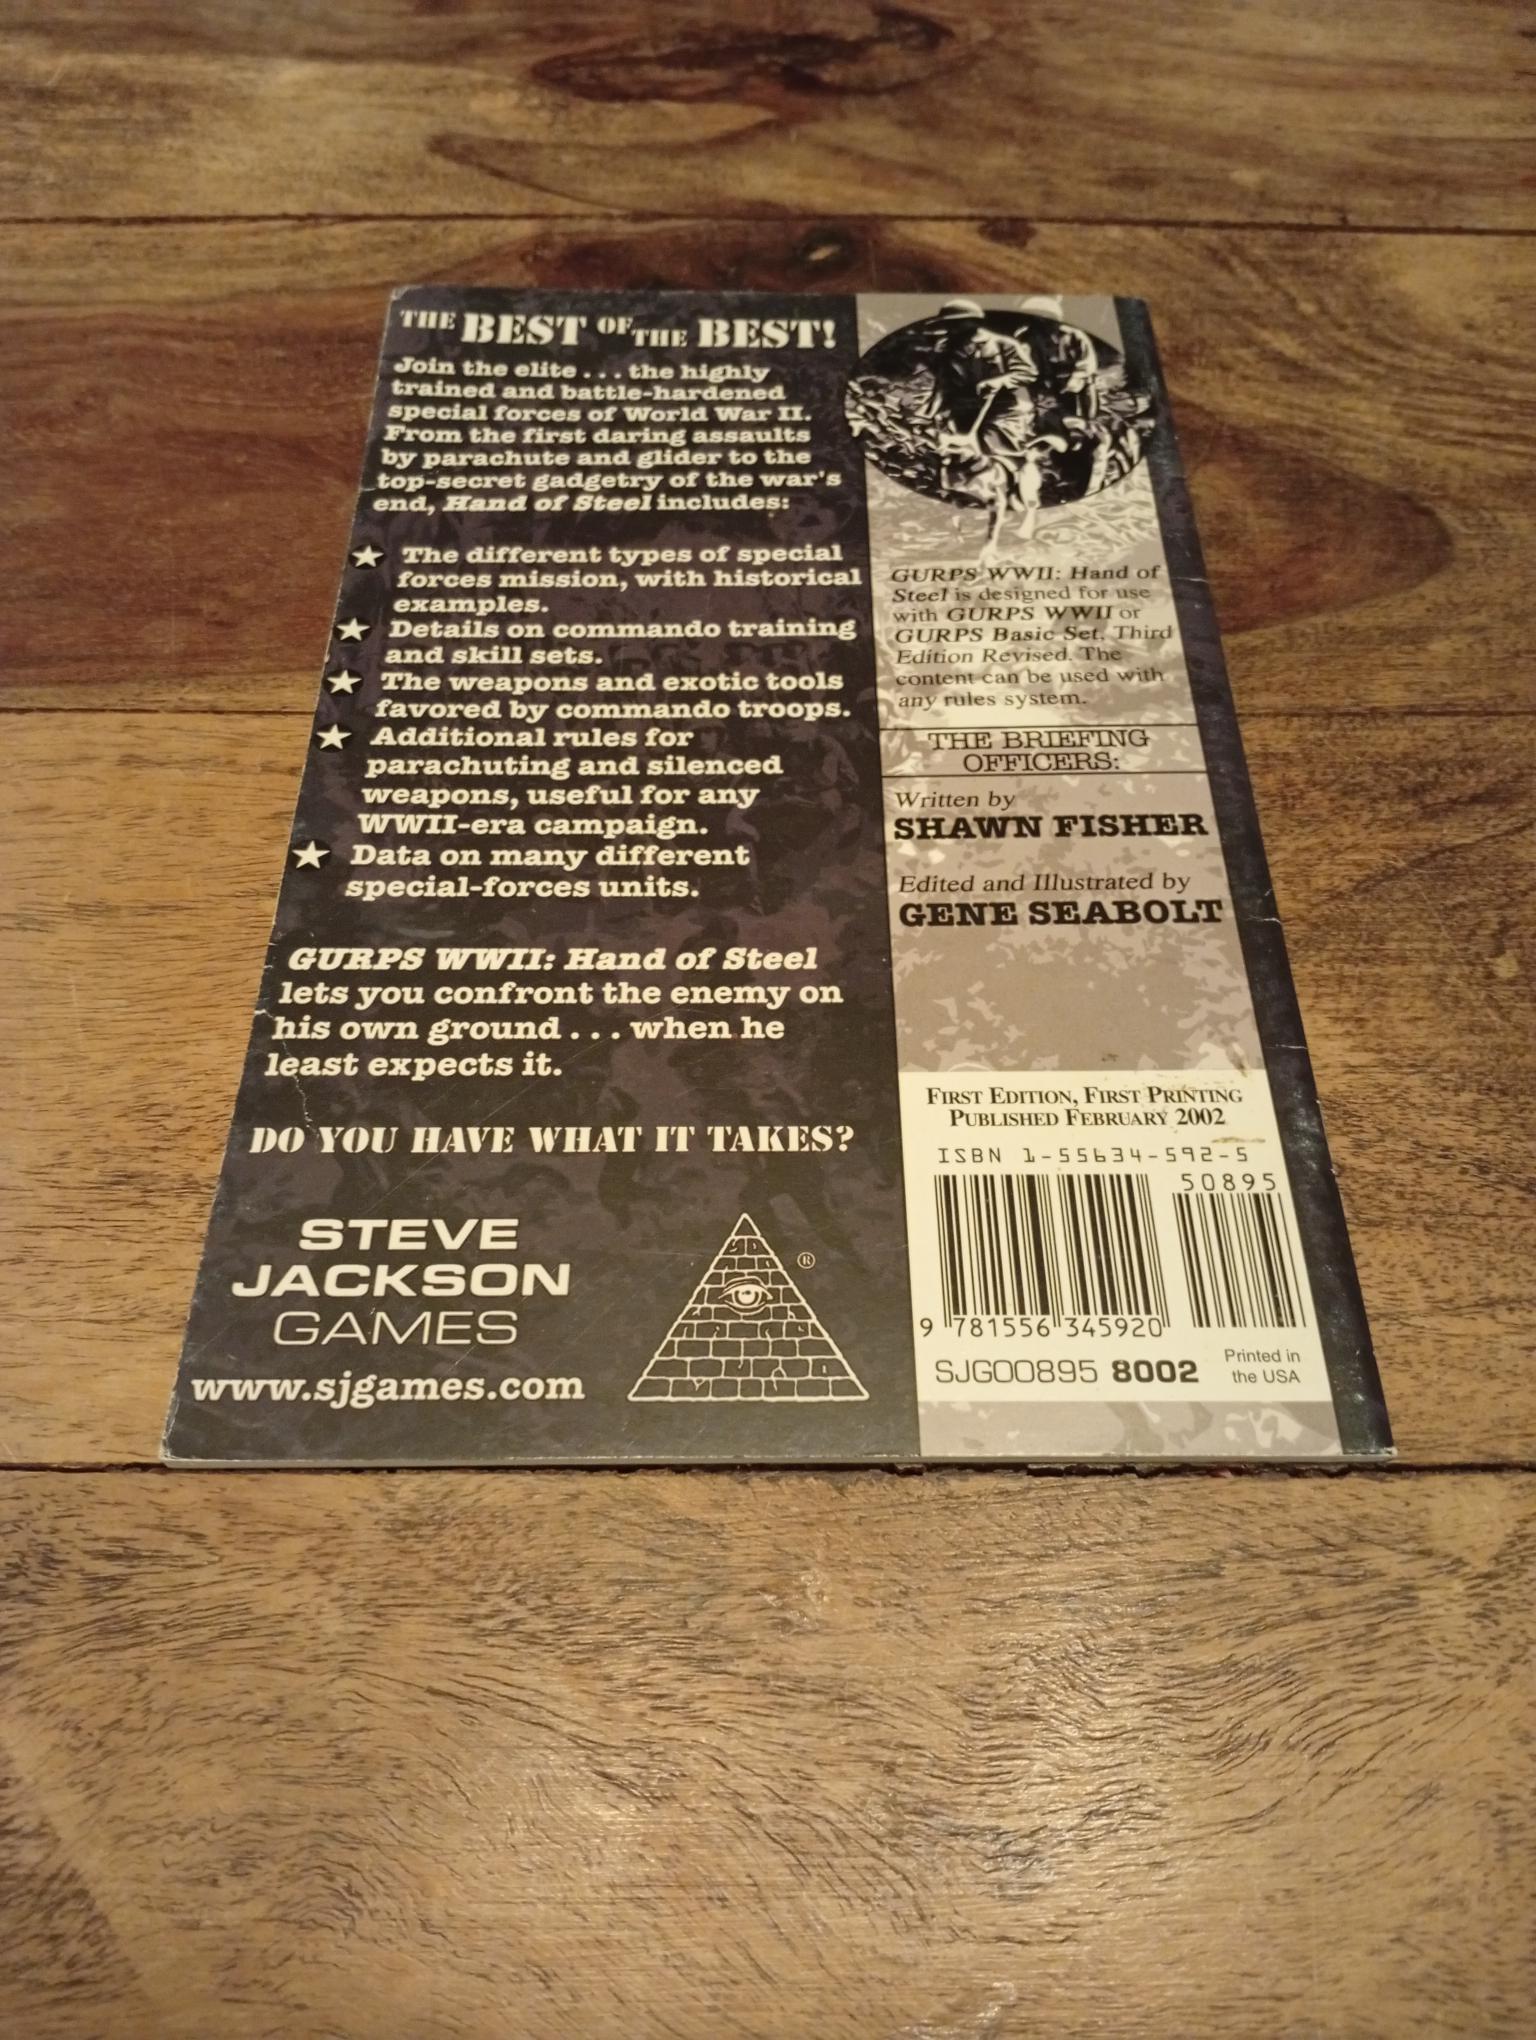 THE BEST OF THE BEST!
Join the elite . . . the highly
trained and battle-hardened
special forces of World War II.
From the first daring assaults
by parachute and glider to the
top-secret gadgetry of the war's
end, Hand of Steel includes:
The different types of special
forces mission, with historical
examples.
Details on commando training
and skill sets.
The weapons and exotic tools
favored by commando troops.
Additional rules for
parachuting and silenced
weapons, useful for any
WWII-era campaign.
Data on many different
special-forces units.
GURPS WWII: Hand of Steel
lets you confront the enemy on
his own ground . . . when he
least expects it.
DO YOU HAVE WHAT IT TAKES?
STEVE
JACKSON
GAMES
www.sjgames.com
®
GURPS WWII: Hand of
Steel is designed for use
with GURPS WWII or
GURPS Basic Set, Third
Edition Revised. The
content can be used with
any rules system.
THE BRIEFING
OFFICERS:
Written by
SHAWN FISHER
Edited and Illustrated by
GENE SEABOLT
FIRST EDITION, FIRST PRINTING
PUBLISHED FEBRUARY 2002
ISBN 1-55634-592-5
50895
9 781556 345920
SJG00895 8002
Printed in
the USA